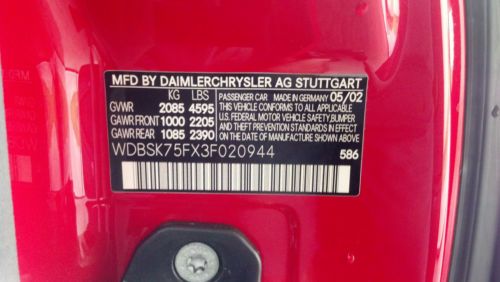 MFD BY DAIMLERCHRYSLER AG STUTTGART
KG LBS
GVWR 2085 4595
GAWR FRONT 1000 2205
GAWR REAR 1085 2390
PASSENGER CAR MADE IN GERMANY 05/02
THIS VEHICLE CONFORMS TO ALL APPLICABLE
U.S. FEDERAL MOTOR VEHICLE SAFETY, BUMPER
AND THEFT PREVENTION STANDARDS IN EFFECT
ON THE DATE OF MANUFACTURE SHOWN ABOVE
WDBSK75FX3F020944
586